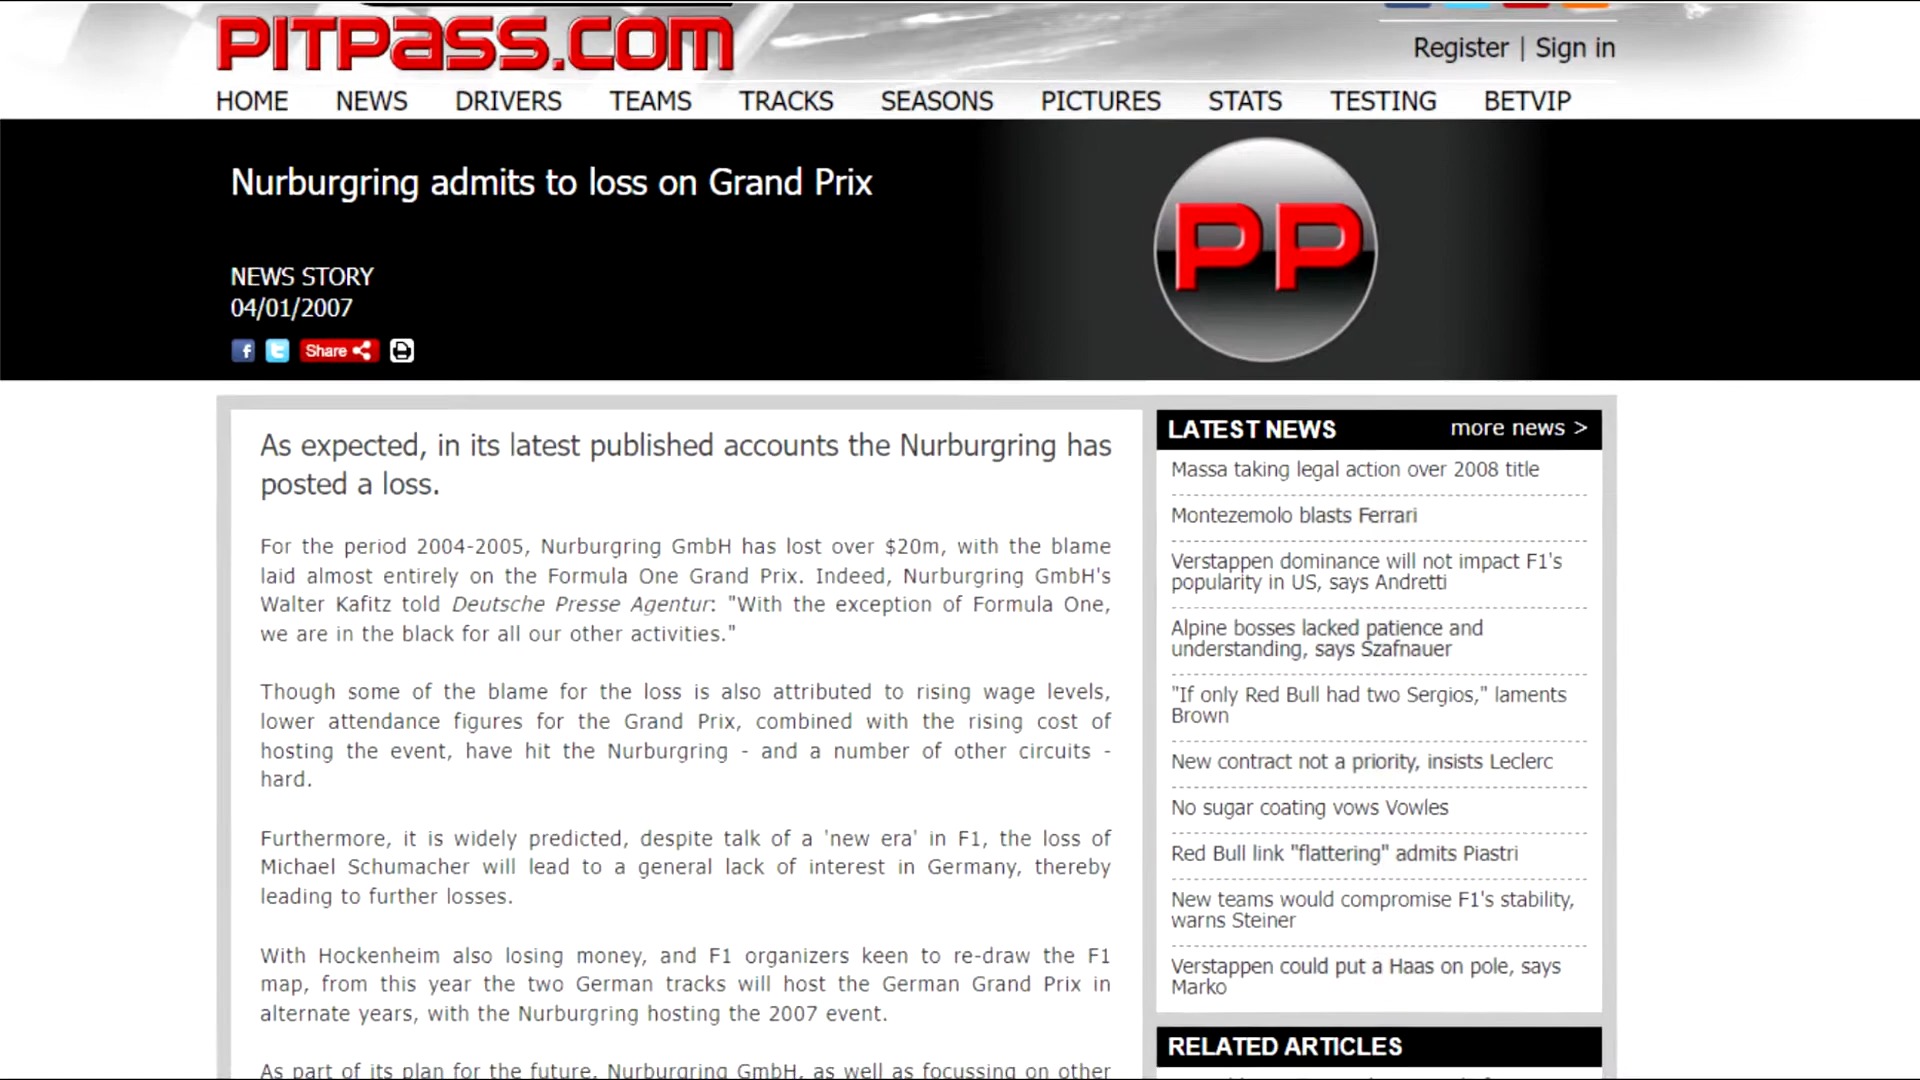 PITPASS.COM
Register | Sign in
HOME NEWS DRIVERS TEAMS TRACKS SEASONS PICTURES STATS TESTING BETVIP
Nurburgring admits to loss on Grand Prix
PP
NEWS STORY
04/01/2007
f t Share
As expected, in its latest published accounts the Nurburgring has
posted a loss.
For the period 2004-2005, Nurburgring GmbH has lost over $20m, with the blame
laid almost entirely on the Formula One Grand Prix. Indeed, Nurburgring GmbH's
Walter Kafitz told Deutsche Presse Agentur: "With the exception of Formula One,
we are in the black for all our other activities."
Though some of the blame for the loss is also attributed to rising wage levels,
lower attendance figures for the Grand Prix, combined with the rising cost of
hosting the event, have hit the Nurburgring - and a number of other circuits -
hard.
Furthermore, it is widely predicted, despite talk of a 'new era' in F1, the loss of
Michael Schumacher will lead to a general lack of interest in Germany, thereby
leading to further losses.
With Hockenheim also losing money, and F1 organizers keen to re-draw the F1
map, from this year the two German tracks will host the German Grand Prix in
alternate years, with the Nurburgring hosting the 2007 event.
As part of its plan for the future, Nurburgring GmbH, as well as focussing on other
LATEST NEWS more news >
Massa taking legal action over 2008 title
Montezemolo blasts Ferrari
Verstappen dominance will not impact F1's
popularity in US, says Andretti
Alpine bosses lacked patience and
understanding, says Szafnauer
"If only Red Bull had two Sergios," laments
Brown
New contract not a priority, insists Leclerc
No sugar coating vows Vowles
Red Bull link "flattering" admits Piastri
New teams would compromise F1's stability,
warns Steiner
Verstappen could put a Haas on pole, says
Marko
RELATED ARTICLES